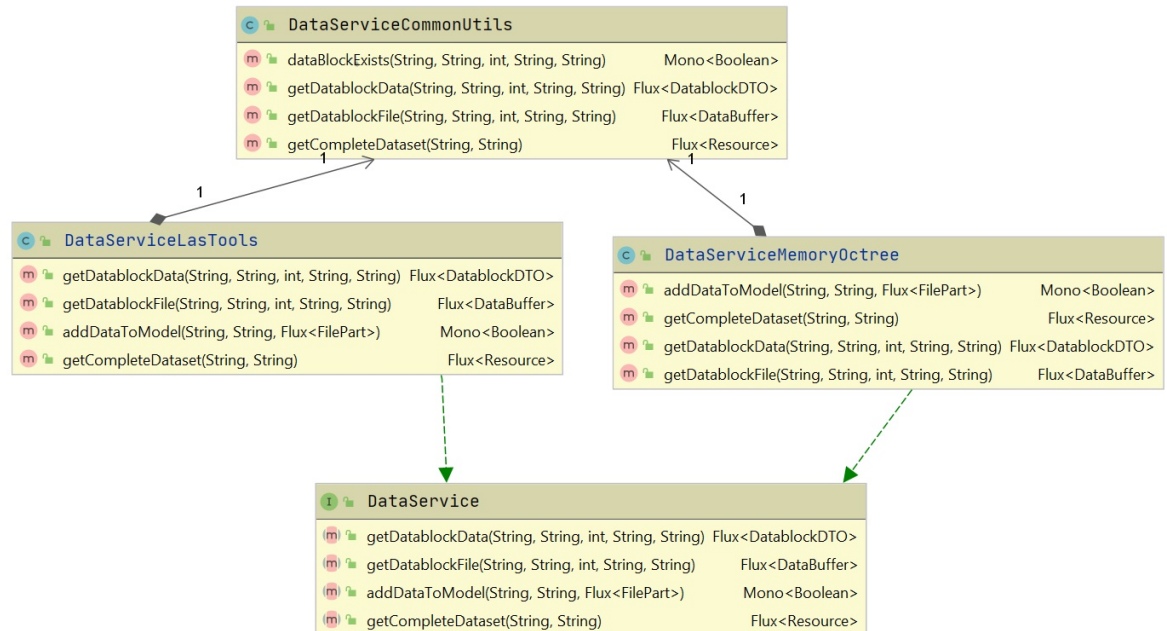 C DataServiceCommonUtils
m dataBlockExists(String, String, int, String, String) Mono<Boolean>
m getDatablockData(String, String, int, String, String) Flux<DatablockDTO>
m getDatablockFile(String, String, int, String, String) Flux<DataBuffer>
m getCompleteDataset(String, String) Flux<Resource>
1 1
1 1
C DataServiceLasTools
m getDatablockData(String, String, int, String, String) Flux<DatablockDTO>
m getDatablockFile(String, String, int, String, String) Flux<DataBuffer>
m addDataToModel(String, String, Flux<FilePart>) Mono<Boolean>
m getCompleteDataset(String, String) Flux<Resource>
C DataServiceMemoryOctree
m addDataToModel(String, String, Flux<FilePart>) Mono<Boolean>
m getCompleteDataset(String, String) Flux<Resource>
m getDatablockData(String, String, int, String, String) Flux<DatablockDTO>
m getDatablockFile(String, String, int, String, String) Flux<DataBuffer>
I DataService
m getDatablockData(String, String, int, String, String) Flux<DatablockDTO>
m getDatablockFile(String, String, int, String, String) Flux<DataBuffer>
m addDataToModel(String, String, Flux<FilePart>) Mono<Boolean>
m getCompleteDataset(String, String) Flux<Resource>